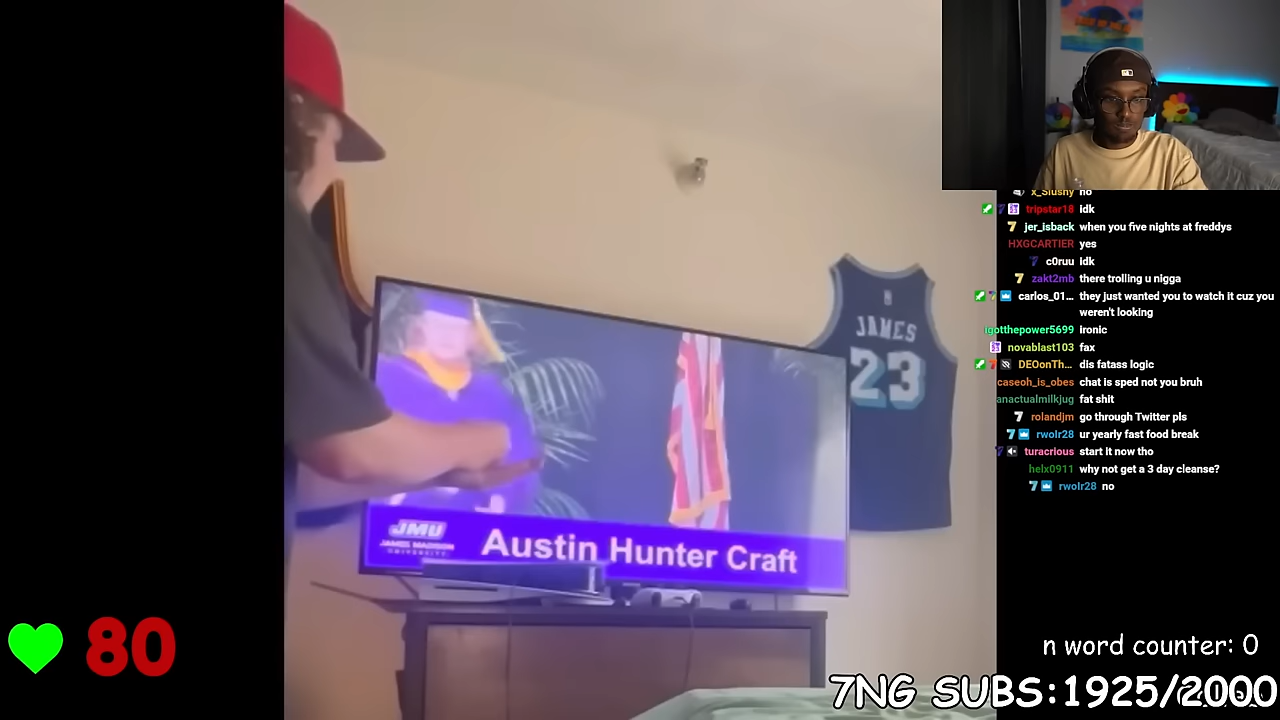 JAMES
23
JMU
JAMES MADISON
UNIVERSITY
Austin Hunter Craft
80
x_Slushy no
tripstar18 idk
jer_isback when you five nights at freddys
HXGCARTIER yes
c0ruu idk
zakt2mb there trolling u nigga
carlos_01... they just wanted you to watch it cuz you
weren't looking
igotthepower5699 ironic
novablast103 fax
DEOonTh... dis fatass logic
caseoh_is_obes chat is sped not you bruh
anactualmilkjug fat shit
rolandjm go through Twitter pls
rwolr28 ur yearly fast food break
turacious start it now tho
helx0911 why not get a 3 day cleanse?
rwolr28 no
n word counter: 0
7NG SUBS:1925/2000